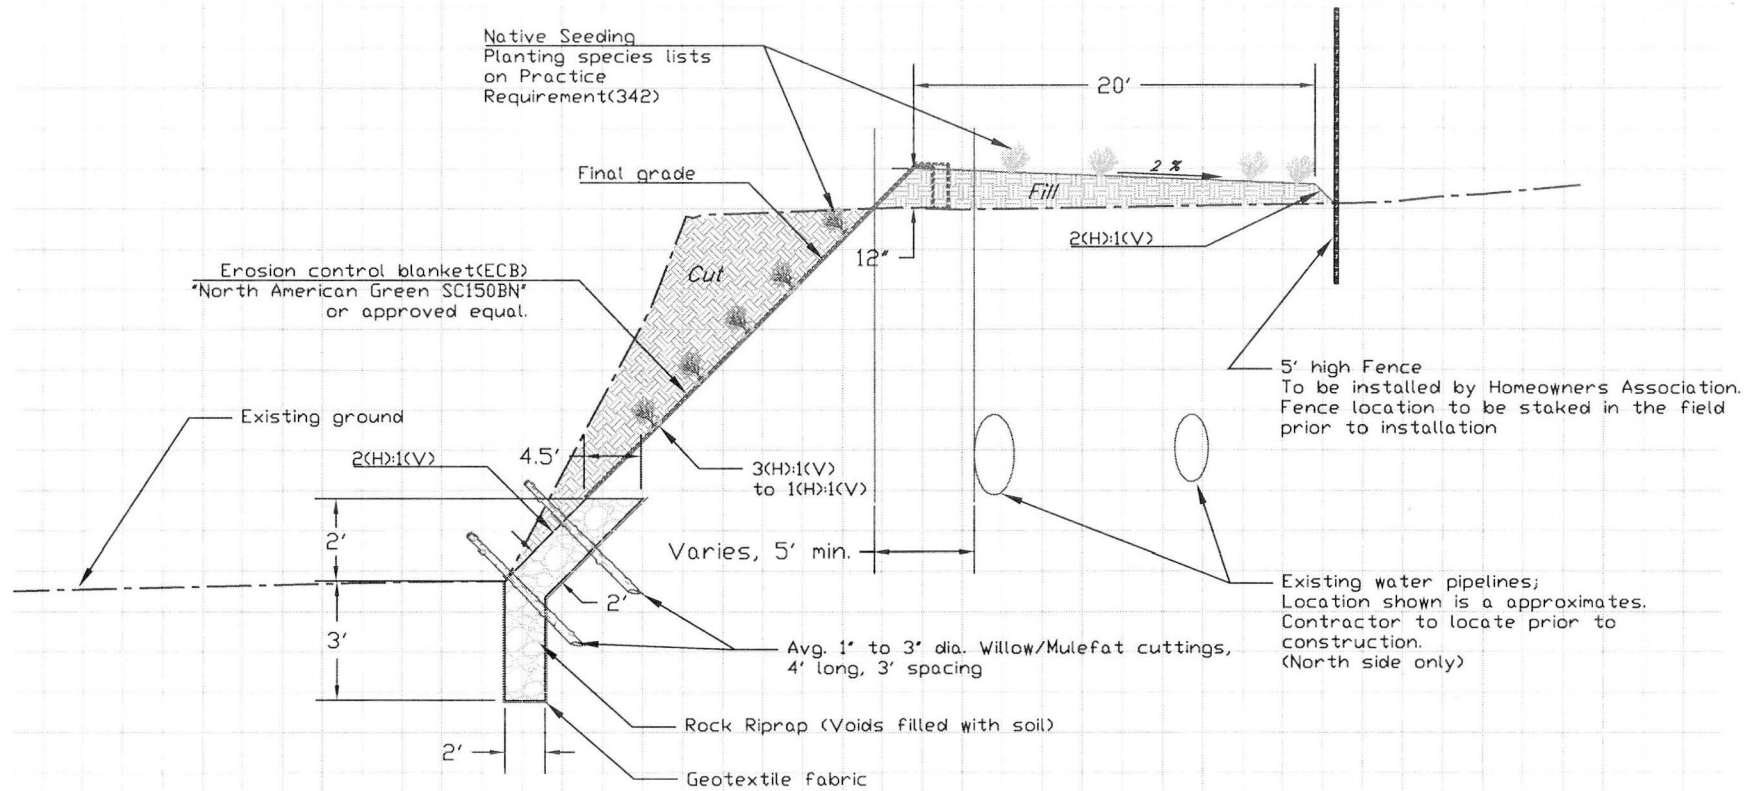 Native Seeding
Planting species lists
on Practice
Requirement(342)
20'
2 %
Final grade
Fill
2(H):1(V)
12"
Cut
Erosion control blanket(ECB)
"North American Green SC150BN"
or approved equal.
5' high Fence
To be installed by Homeowners Association.
Fence location to be staked in the field
prior to installation
Existing ground
4.5'
2(H):1(V)
3(H):1(V)
to 1(H):1(V)
2'
Varies, 5' min.
Existing water pipelines;
Location shown is a approximates.
Contractor to locate prior to
construction.
(North side only)
2'
3'
Avg. 1" to 3" dia. Willow/Mulefat cuttings,
4' long, 3' spacing
Rock Riprap (Voids filled with soil)
2'
Geotextile fabric